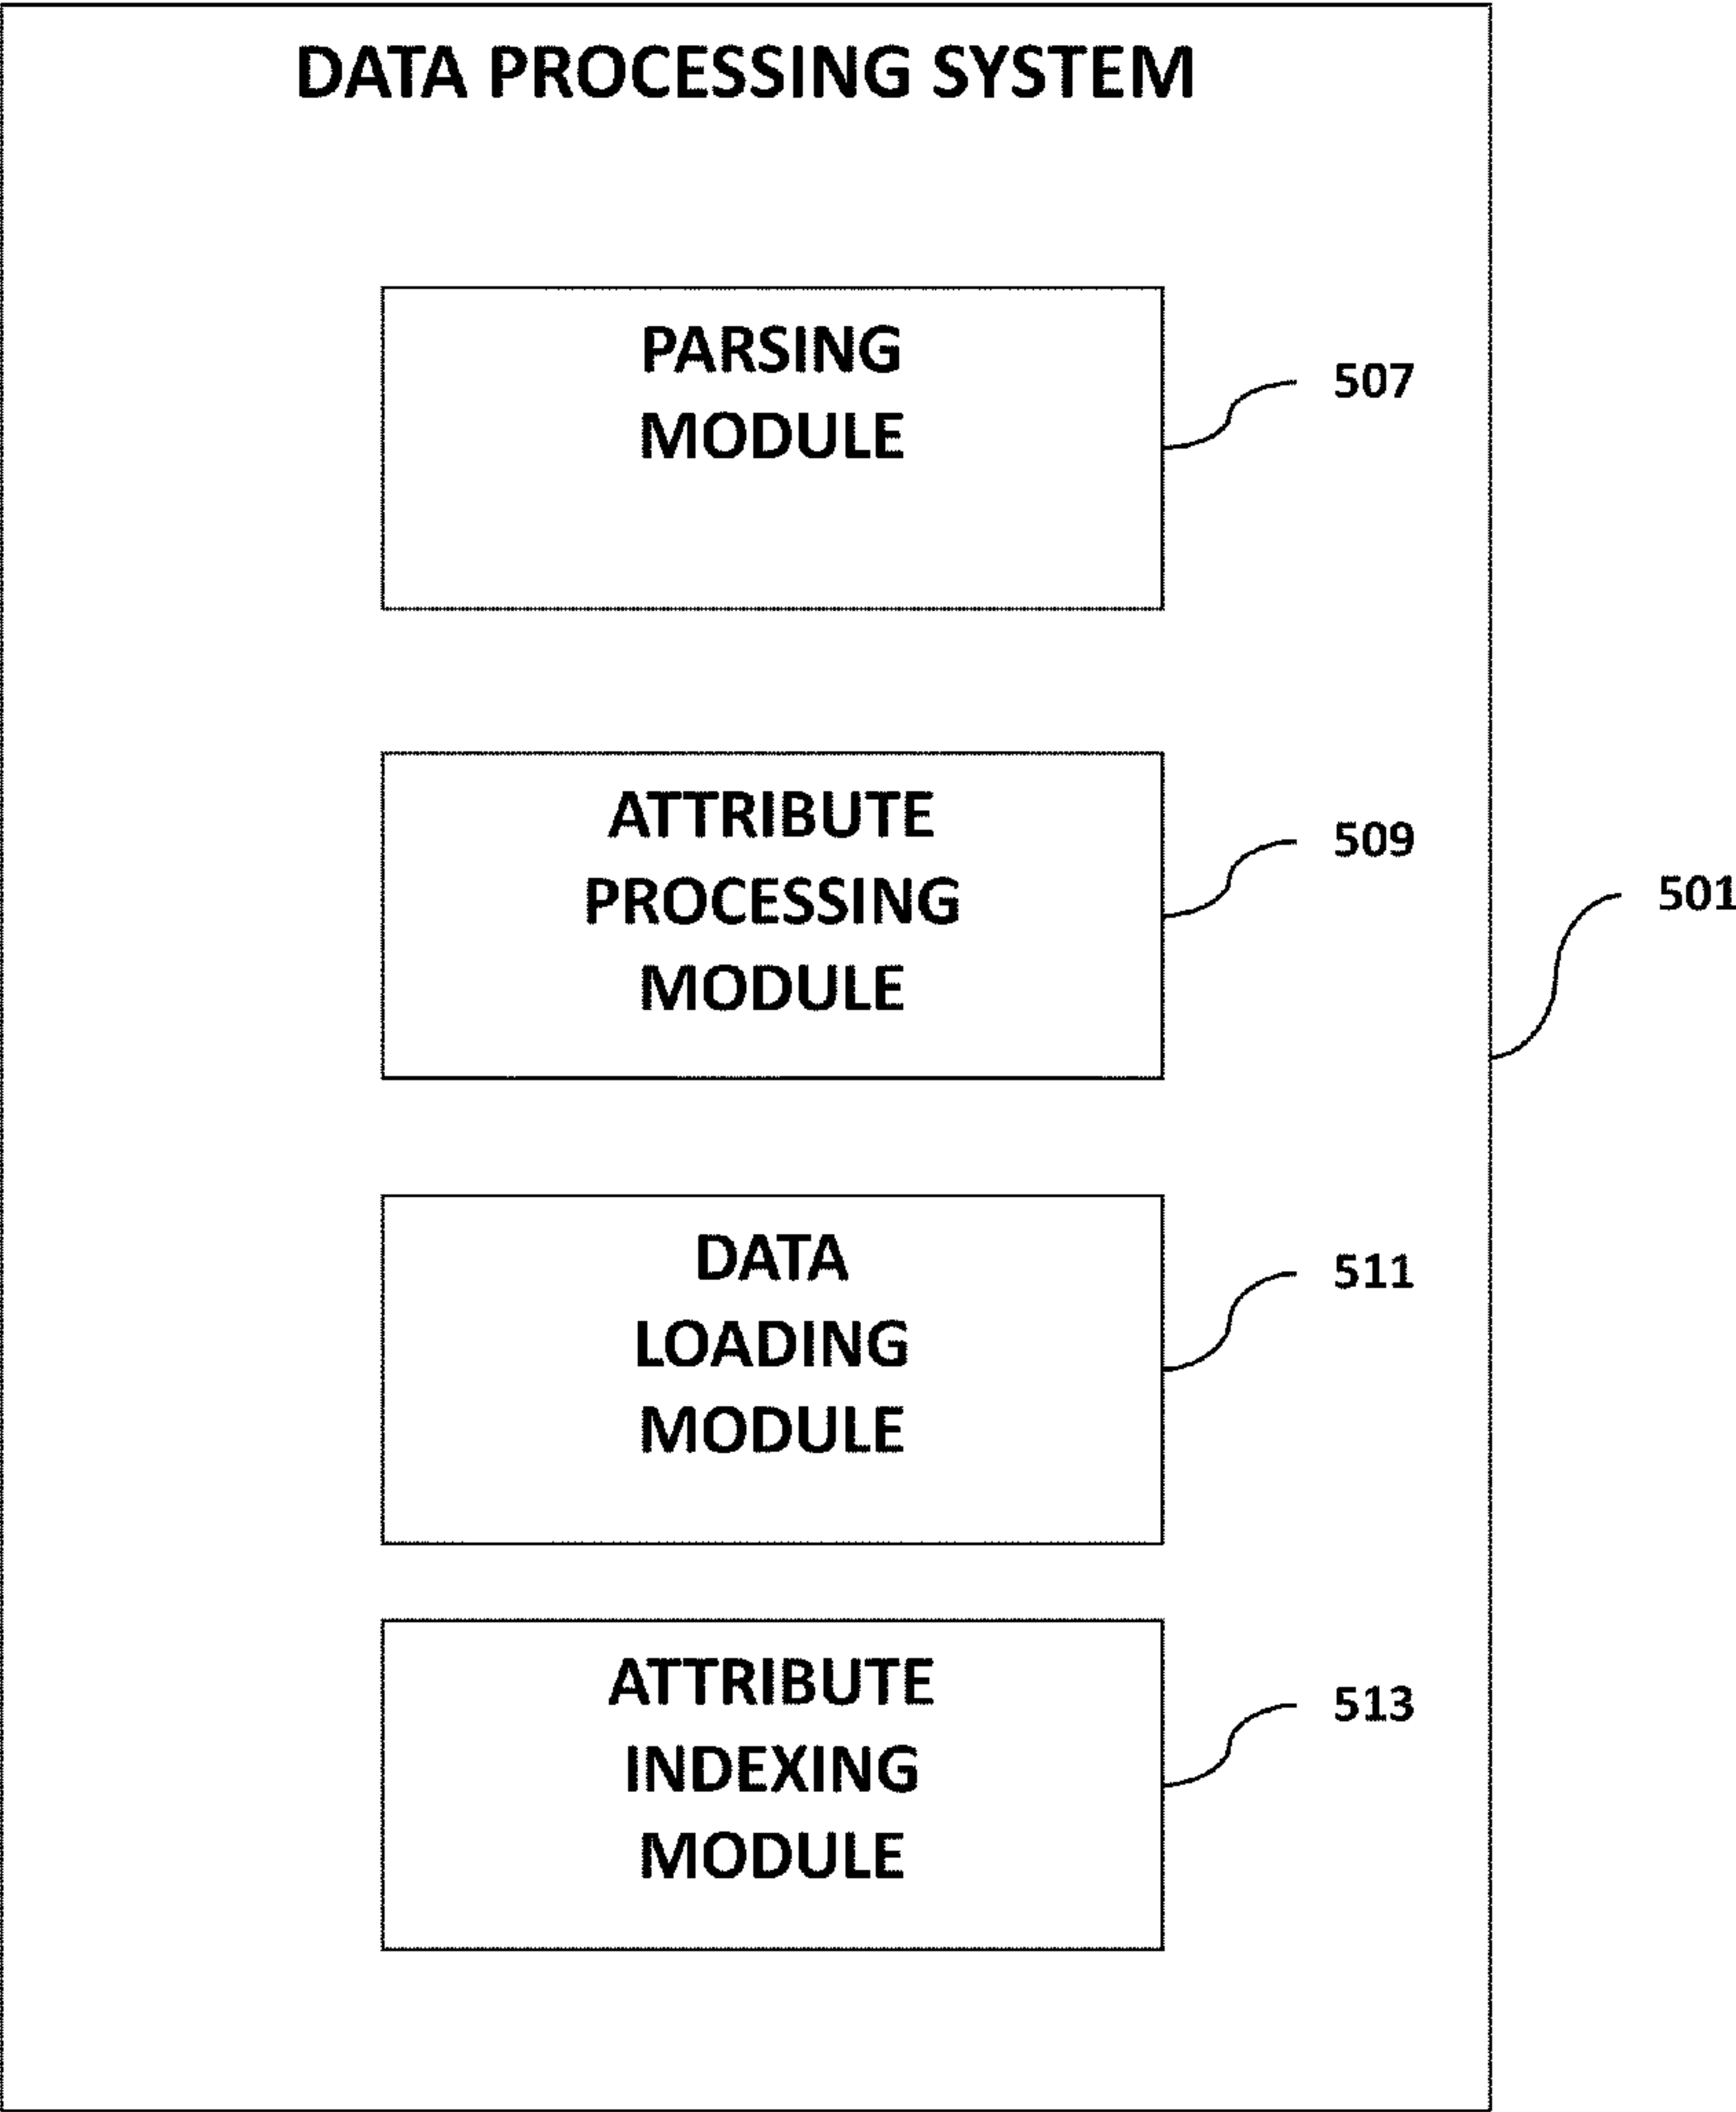 DATA PROCESSING SYSTEM
PARSING
MODULE
507
ATTRIBUTE
PROCESSING
MODULE
509
501
DATA
LOADING
MODULE
511
ATTRIBUTE
INDEXING
MODULE
513